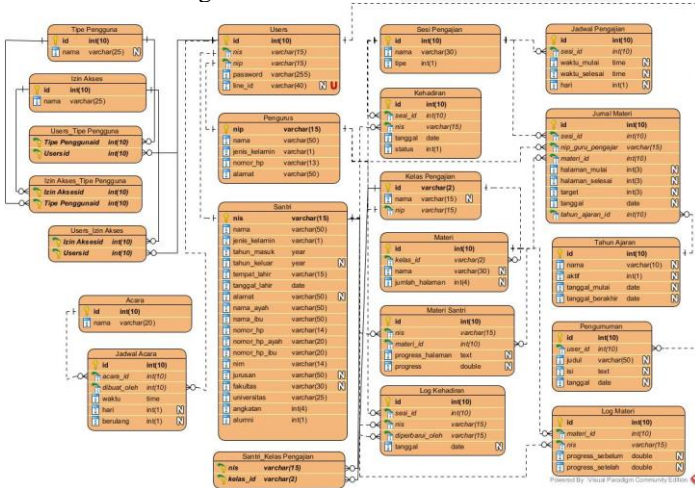 Tipe Pengguna
id int(10)
nama varchar(25) N
Izin Akses
id int(10)
nama varchar(25)
Users_Tipe Pengguna
Tipe Penggunaid int(10)
Usersid int(10)
Izin Akses_Tipe Pengguna
Izin Aksesid int(10)
Tipe Penggunaid int(10)
Users_Izin Akses
Izin Aksesid int(10)
Usersid int(10)
Acara
id int(10)
nama varchar(20)
Jadwal Acara
id int(10)
acara_id int(10)
dibuat_oleh int(10)
waktu time
hari int(1) N
berulang int(1) N
Users
id int(10)
nis varchar(15)
nip varchar(15)
password varchar(255)
line_id varchar(40) N U
Pengurus
nip varchar(15)
nama varchar(50)
jenis_kelamin varchar(1)
nomor_hp varchar(13)
alamat varchar(50)
Santri
nis varchar(15)
nama varchar(50)
jenis_kelamin varchar(1)
tahun_masuk year
tahun_keluar year N
tempat_lahir varchar(15)
tanggal_lahir date
alamat varchar(50) N
nama_ayah varchar(50)
nama_ibu varchar(50)
nomor_hp varchar(14)
nomor_hp_ayah varchar(20)
nomor_hp_ibu varchar(20)
nim varchar(14)
jurusan varchar(50) N
fakultas varchar(30) N
universitas varchar(25)
angkatan int(4)
alumni int(1)
Santri_Kelas Pengajian
nis varchar(15)
kelas_id varchar(2)
Sesi Pengajian
id int(10)
nama varchar(30)
tipe int(1)
Kehadiran
id int(10)
sesi_id int(10)
nis varchar(15)
tanggal date
status int(1)
Kelas Pengajian
id varchar(2)
nama varchar(15) N
nip varchar(15)
Materi
id int(10)
kelas_id varchar(2)
nama varchar(30) N
jumlah_halaman int(4) N
Materi Santri
id int(10)
nis varchar(15)
materi_id int(10)
progress_halaman text N
progress double N
Log Kehadiran
id int(10)
sesi_id int(10)
nis varchar(15)
diperbarui_oleh varchar(15)
tanggal date N
Jadwal Pengajian
id int(10)
sesi_id int(10)
waktu_mulai time N
waktu_selesai time N
hari int(1) N
Jurnal Materi
id int(10)
sesi_id int(10)
nip_guru_pengajar varchar(15)
materi_id int(10)
halaman_mulai int(3) N
halaman_selesai int(3) N
target int(3) N
tanggal date N
tahun_ajaran_id int(10)
Tahun Ajaran
id int(10)
nama varchar(10) N
aktif int(1) N
tanggal_mulai date N
tanggal_berakhir date N
Pengumuman
id int(10)
user_id int(10)
judul varchar(50) N
isi text N
tanggal date N
Log Materi
id int(10)
materi_id int(10)
nis varchar(15)
progress_sebelum double N
progress_setelah double N
Powered By Visual Paradigm Community Edition